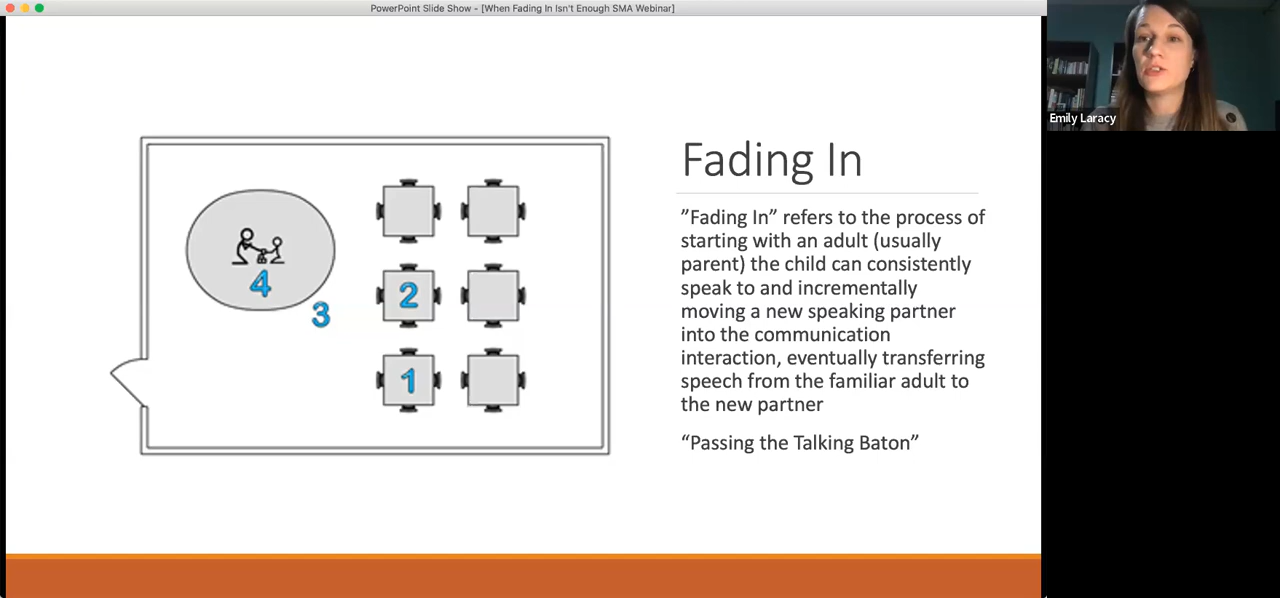 PowerPoint Slide Show - [When Fading In Isn't Enough SMA Webinar]
Emily Laracy
Fading In
”Fading In” refers to the process of
starting with an adult (usually
parent) the child can consistently
speak to and incrementally
moving a new speaking partner
into the communication
interaction, eventually transferring
speech from the familiar adult to
the new partner
“Passing the Talking Baton”
4
3
2
1